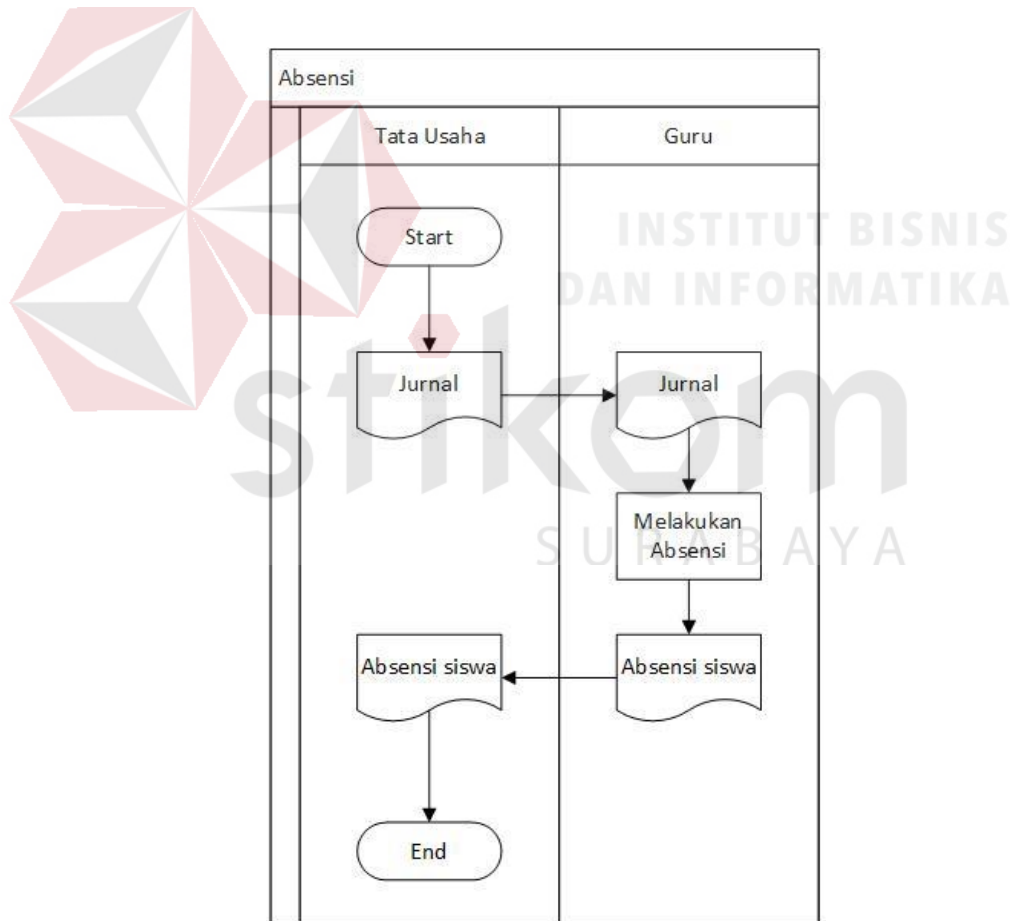 Absensi
Tata Usaha
Guru
Start
INSTITUT BISNIS
DAN INFORMATIKA
Jurnal
Jurnal
stikom
Melakukan
Absensi
SURABAYA
Absensi siswa
Absensi siswa
End